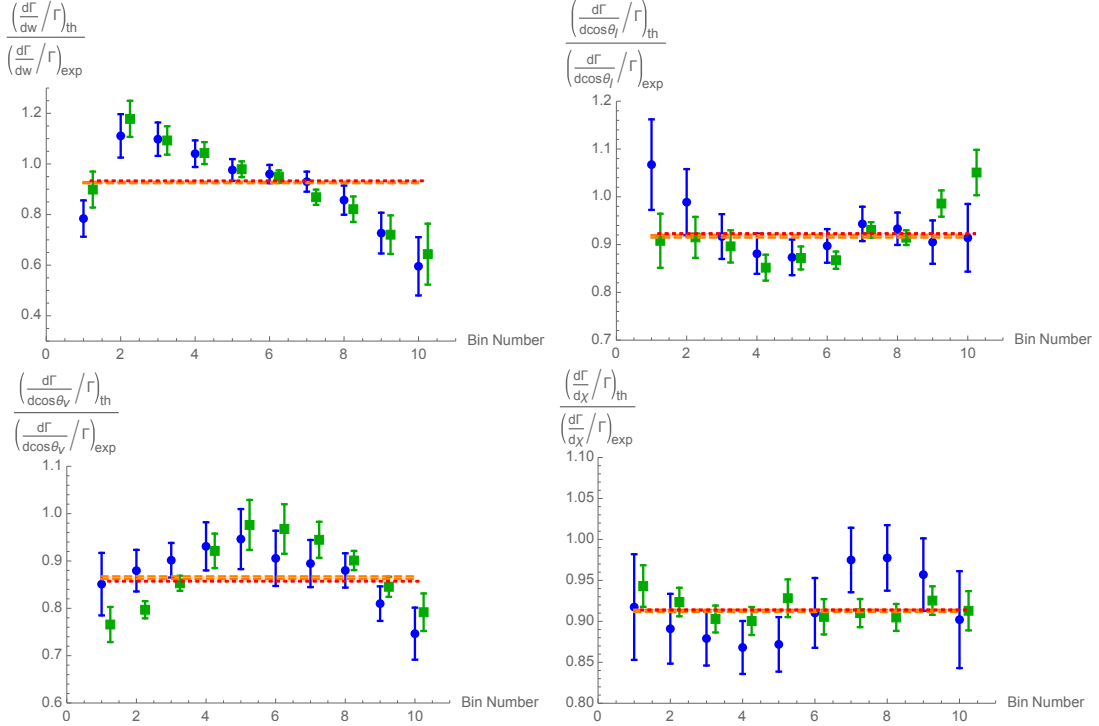 (dΓ/dw /Γ)th
(dΓ/dw /Γ)exp
1.2
1.0
0.8
0.6
0.4
0 2 4 6 8 10 Bin Number
(dΓ/dcosθl /Γ)th
(dΓ/dcosθl /Γ)exp
1.2
1.1
1.0
0.9
0.8
0.7
0 2 4 6 8 10 Bin Number
(dΓ/dcosθv /Γ)th
(dΓ/dcosθv /Γ)exp
1.1
1.0
0.9
0.8
0.7
0.6
0 2 4 6 8 10 Bin Number
(dΓ/dχ /Γ)th
(dΓ/dχ /Γ)exp
1.10
1.05
1.00
0.95
0.90
0.85
0.80
0 2 4 6 8 10 Bin Number